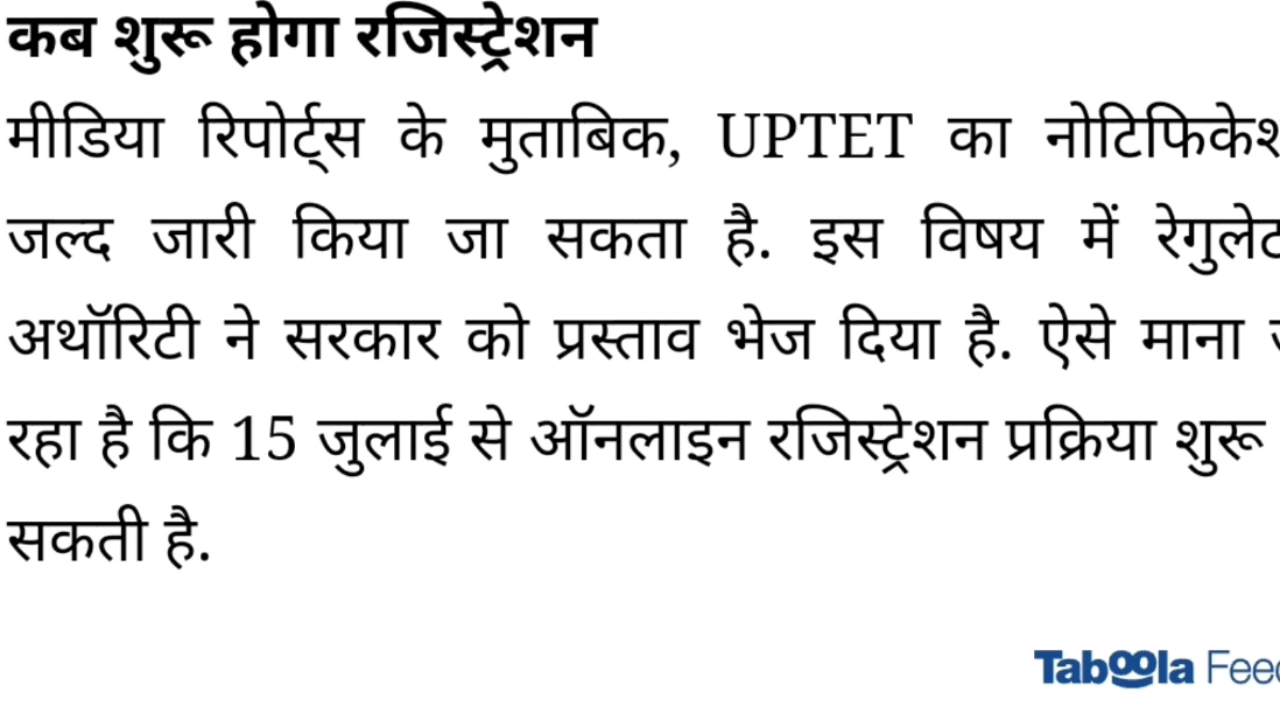 कब शुरू होगा रजिस्ट्रेशन
मीडिया रिपोर्ट्स के मुताबिक, UPTET का
जल्द जारी किया जा सकता है. इस विषय में
अथॉरिटी ने सरकार को प्रस्ताव भेज दिया है. ऐसे माना
रहा है कि 15 जुलाई से ऑनलाइन रजिस्ट्रेशन प्रक्रिया शुरू
सकती है.
Taboola